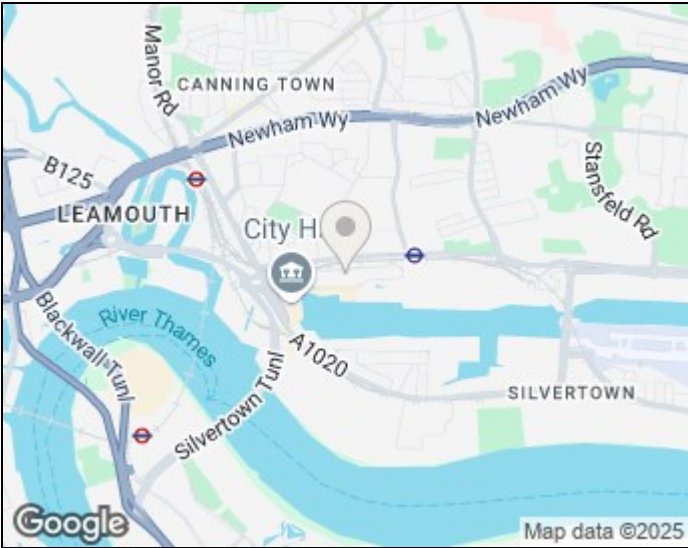 Manor Rd
CANNING TOWN
Newham Wy
Newham Wy
B125
Stansfeld Rd
LEAMOUTH
City H
River Thames
Blackwall Tunl
A1020
Silvertown Tunl
SILVERTOWN
Google
Map data ©2025